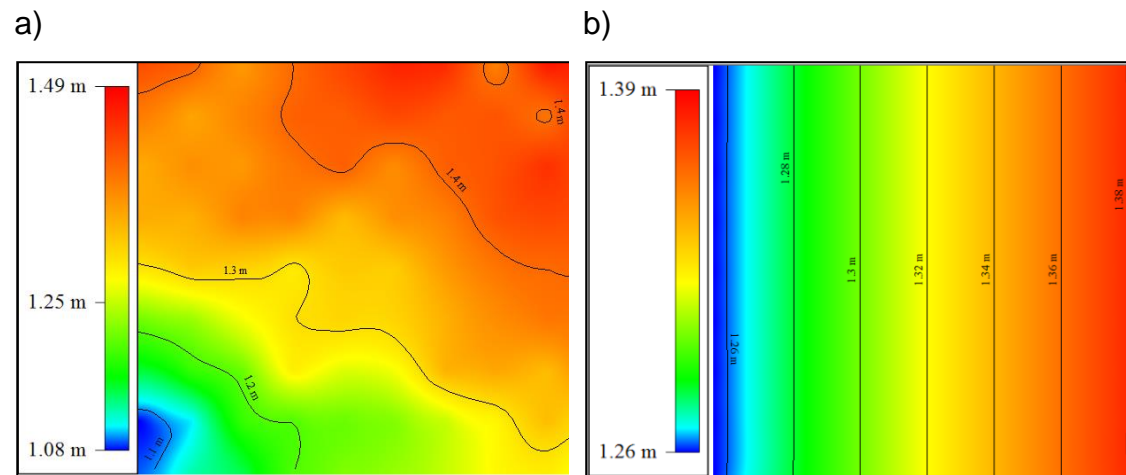 a)
b)
1.49 m
1.25 m
1.08 m
1.4 m
1.4 m
1.3 m
1.2 m
1.1 m
1.39 m
1.26 m
1.26 m
1.28 m
1.3 m
1.32 m
1.34 m
1.36 m
1.38 m